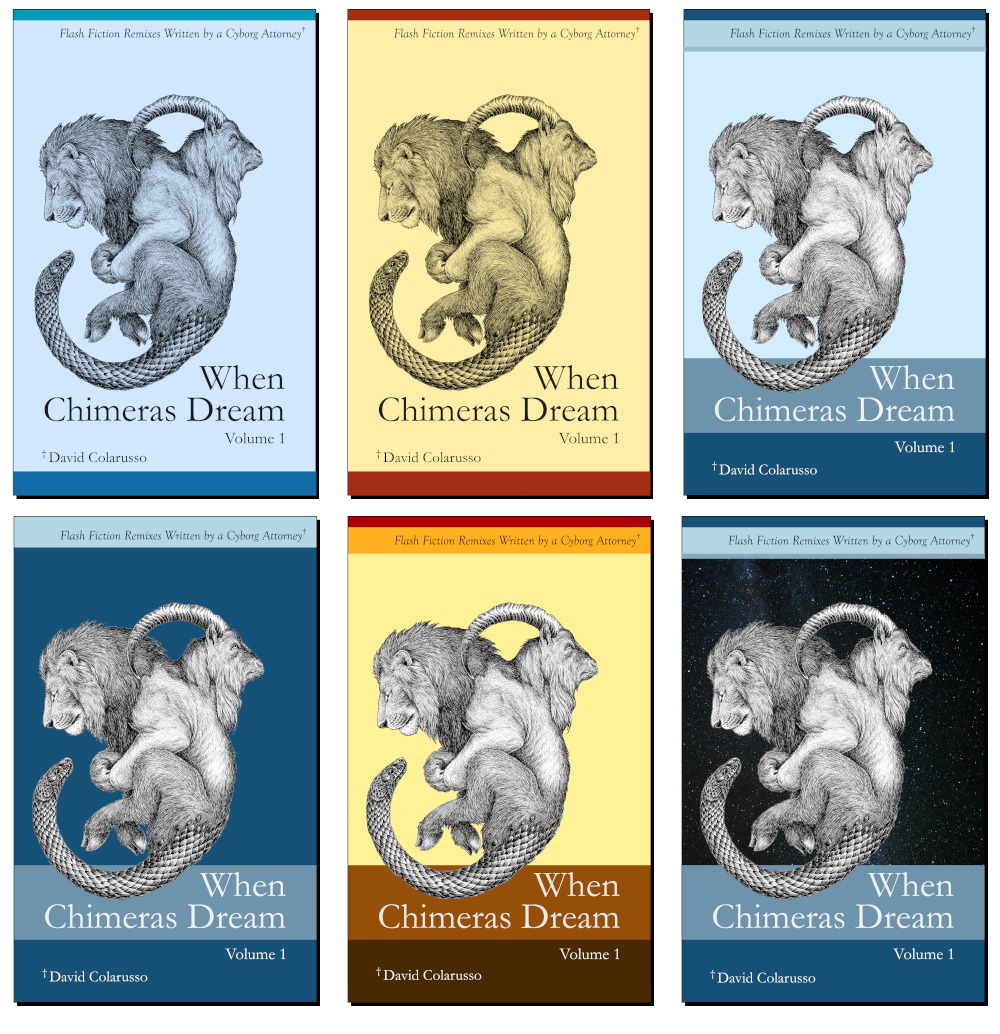 Flash Fiction Remixes Written by a Cyborg Attorney†
When
Chimeras Dream
Volume 1
†David Colarusso
Flash Fiction Remixes Written by a Cyborg Attorney†
When
Chimeras Dream
Volume 1
†David Colarusso
Flash Fiction Remixes Written by a Cyborg Attorney†
When
Chimeras Dream
Volume 1
†David Colarusso
Flash Fiction Remixes Written by a Cyborg Attorney†
When
Chimeras Dream
Volume 1
†David Colarusso
Flash Fiction Remixes Written by a Cyborg Attorney†
When
Chimeras Dream
Volume 1
†David Colarusso
Flash Fiction Remixes Written by a Cyborg Attorney†
When
Chimeras Dream
Volume 1
†David Colarusso